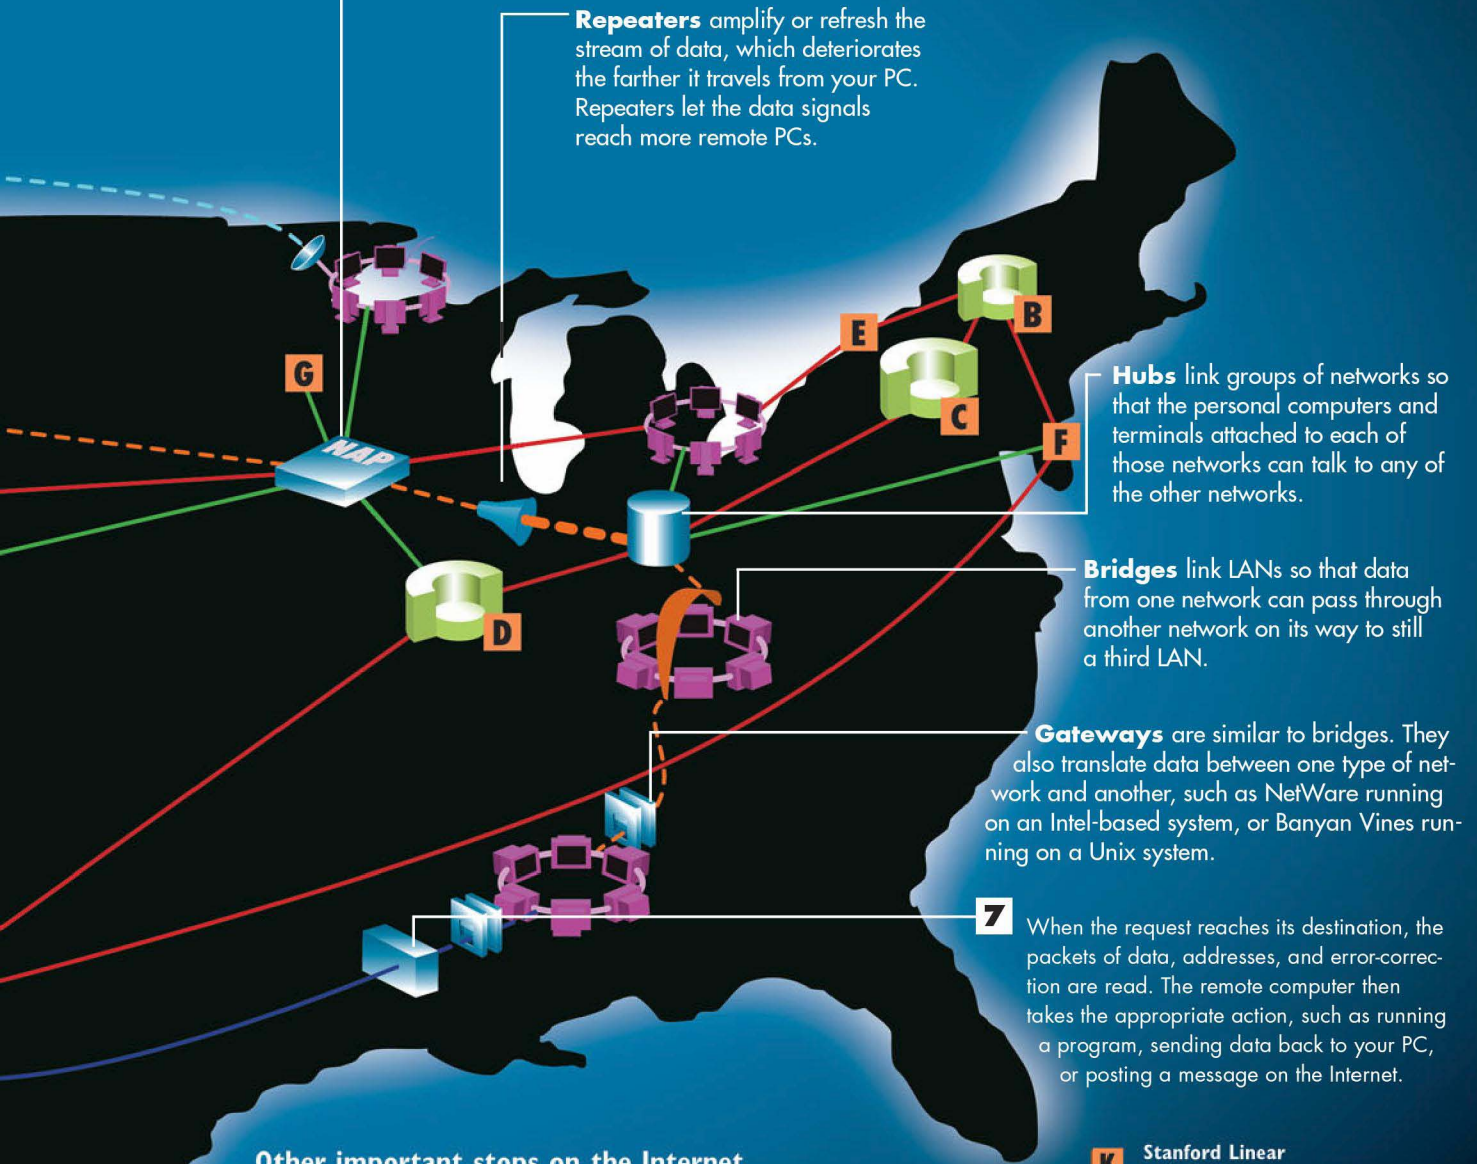 Repeaters amplify or refresh the
stream of data, which deteriorates
the farther it travels from your PC.
Repeaters let the data signals
reach more remote PCs.
B
E
G
C
Hubs link groups of networks so
that the personal computers and
terminals attached to each of
those networks can talk to any of
the other networks.
F
NAP
D
Bridges link LANs so that data
from one network can pass through
another network on its way to still
a third LAN.
Gateways are similar to bridges. They
also translate data between one type of net-
work and another, such as NetWare running
on an Intel-based system, or Banyan Vines run-
ning on a Unix system.
7
When the request reaches its destination, the
packets of data, addresses, and error-correc-
tion are read. The remote computer then
takes the appropriate action, such as running
a program, sending data back to your PC,
or posting a message on the Internet.
Other important stops on the Internet
K
Stanford Linear